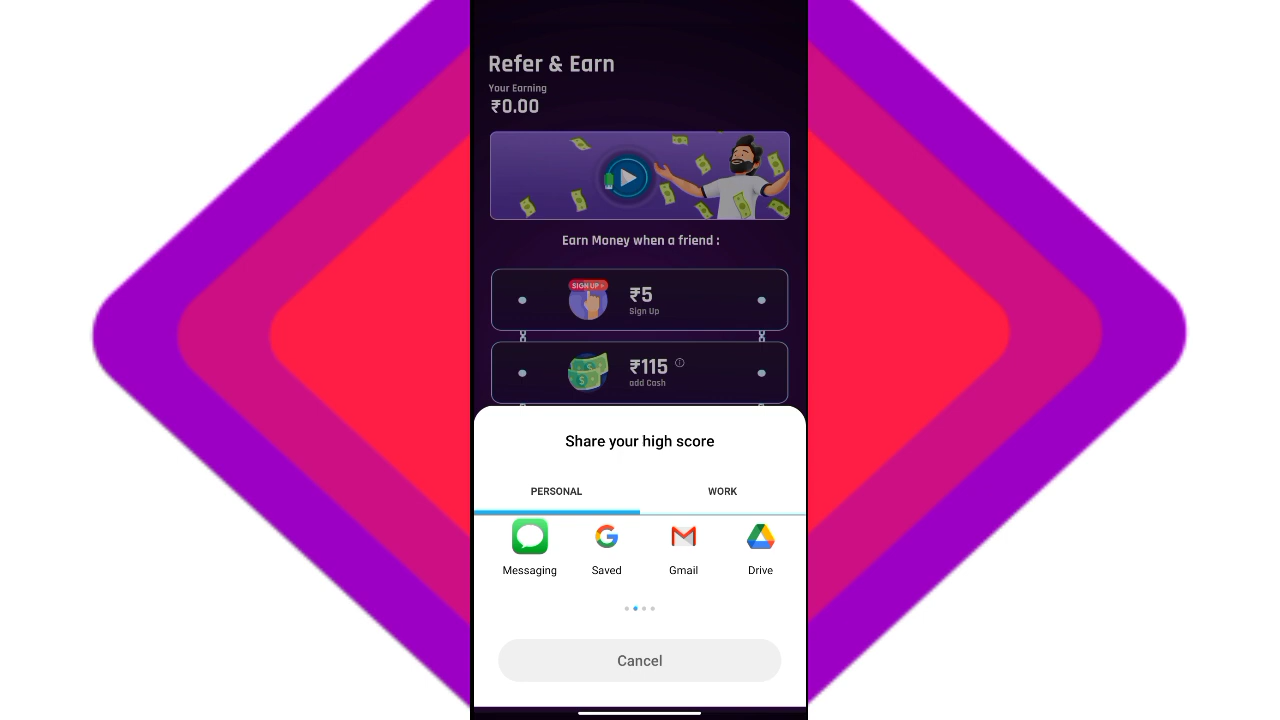 Refer & Earn
Your Earning
₹0.00
Earn Money when a friend :
SIGN UP
₹5
Sign Up
₹115
add Cash
Share your high score
PERSONAL WORK
Messaging Saved Gmail Drive
Cancel